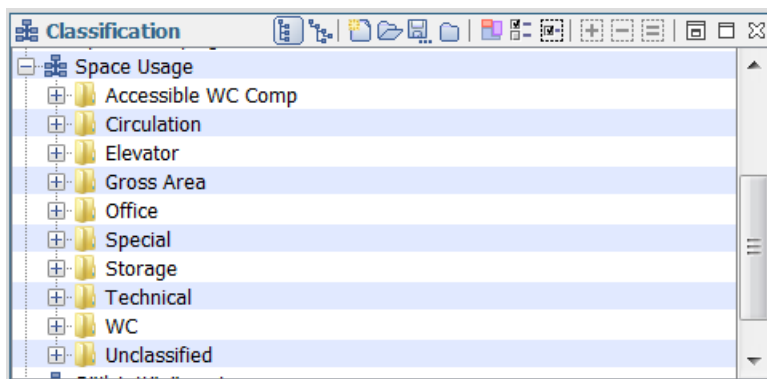 Classification
Space Usage
Accessible WC Comp
Circulation
Elevator
Gross Area
Office
Special
Storage
Technical
WC
Unclassified